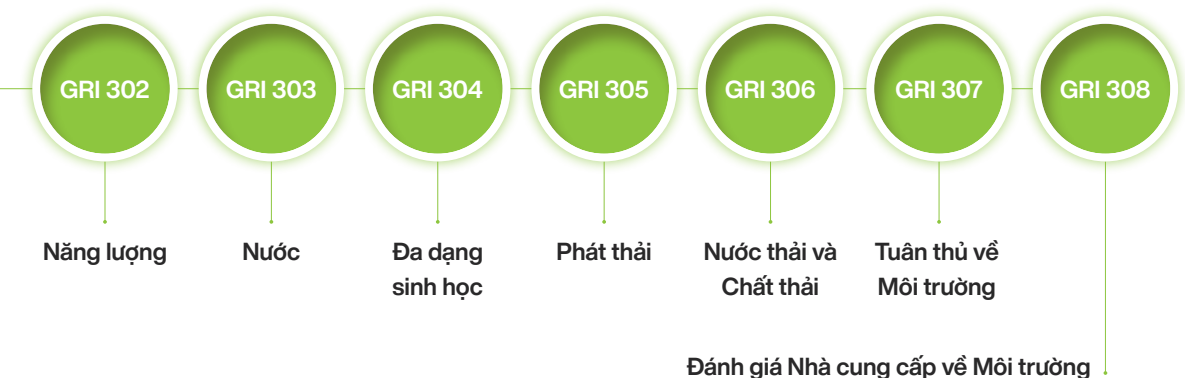 GRI 302
GRI 303
GRI 304
GRI 305
GRI 306
GRI 307
GRI 308
Năng lượng
Nước
Đa dạng
sinh học
Phát thải
Nước thải và
Chất thải
Tuân thủ về
Môi trường
Đánh giá Nhà cung cấp về Môi trường